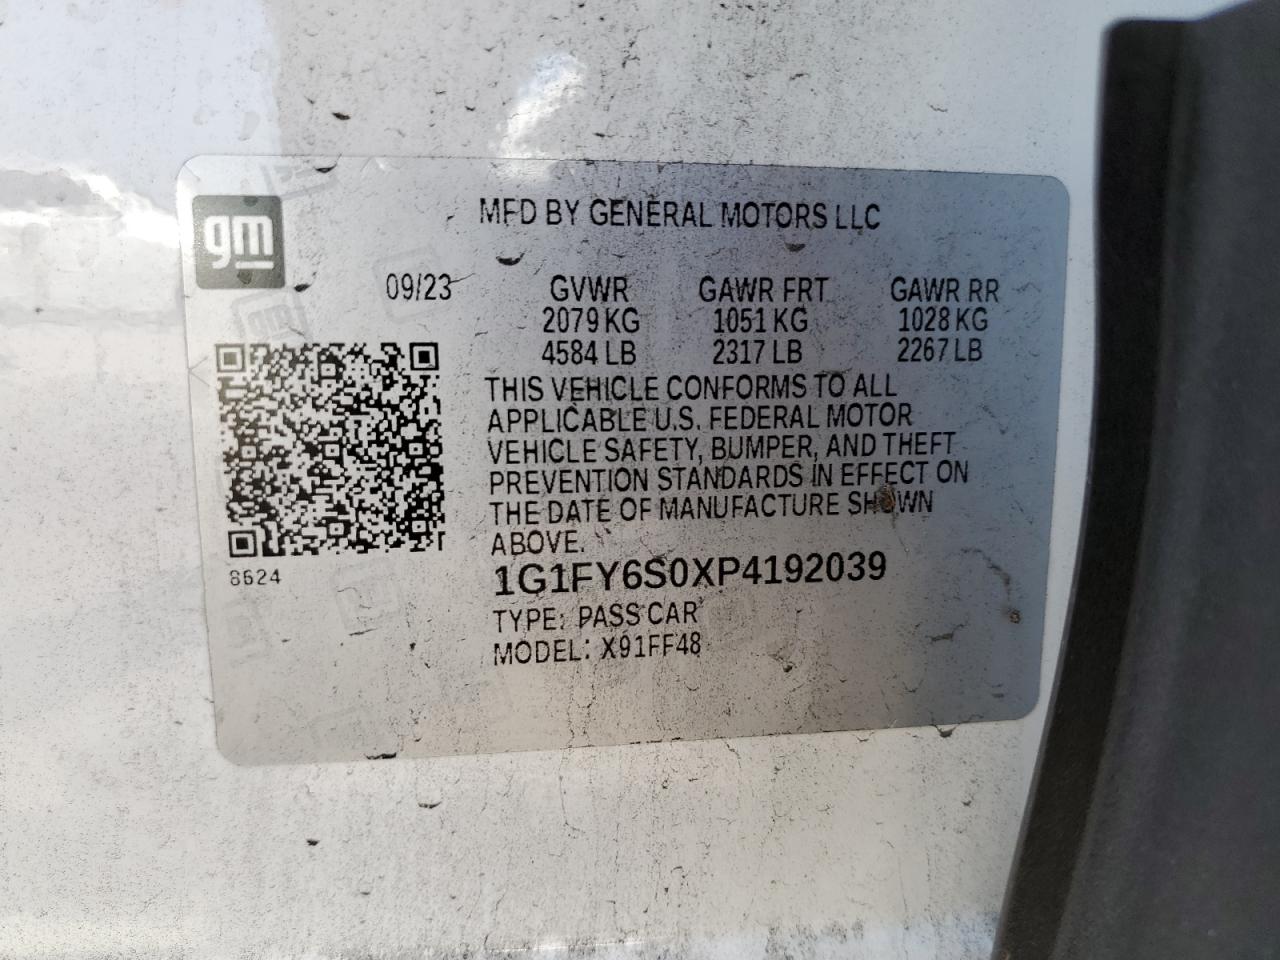 gm
MFD BY GENERAL MOTORS LLC
09/23 GVWR GAWR FRT GAWR RR
2079 KG 1051 KG 1028 KG
4584 LB 2317 LB 2267 LB
THIS VEHICLE CONFORMS TO ALL
APPLICABLE U.S. FEDERAL MOTOR
VEHICLE SAFETY, BUMPER, AND THEFT
PREVENTION STANDARDS IN EFFECT ON
THE DATE OF MANUFACTURE SHOWN
ABOVE.
8624
1G1FY6S0XP4192039
TYPE: PASS CAR
MODEL: X91FF48